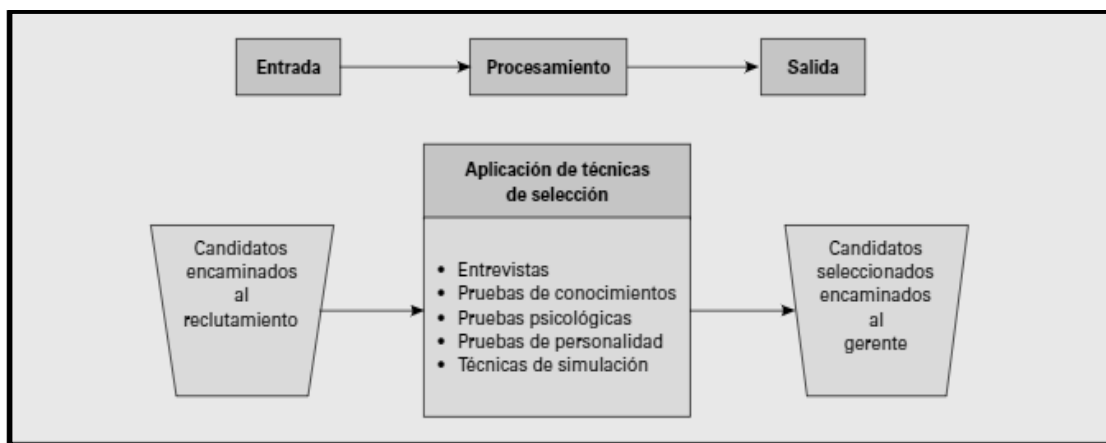 Entrada
Procesamiento
Salida
Aplicación de técnicas
de selección
Candidatos
encaminados
al
reclutamiento
• Entrevistas
• Pruebas de conocimientos
• Pruebas psicológicas
• Pruebas de personalidad
• Técnicas de simulación
Candidatos
seleccionados
encaminados
al
gerente